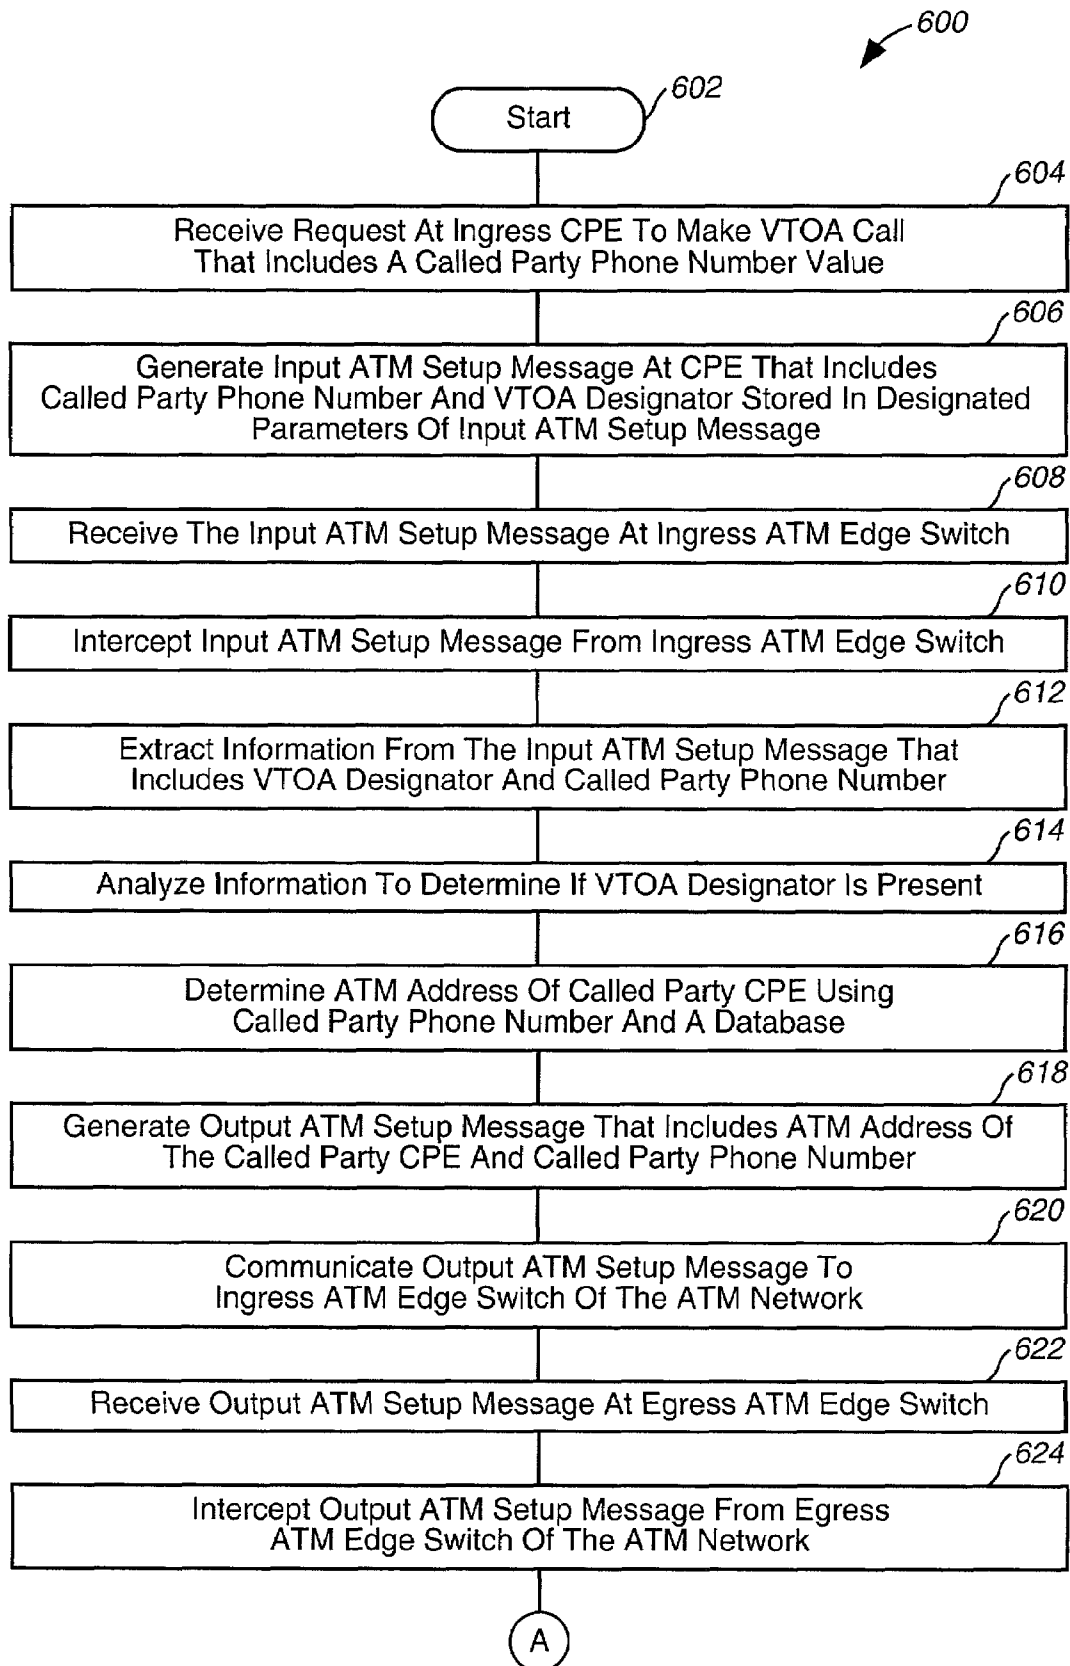 600
602
Start
604
Receive Request At Ingress CPE To Make VTOA Call
That Includes A Called Party Phone Number Value
606
Generate Input ATM Setup Message At CPE That Includes
Called Party Phone Number And VTOA Designator Stored In Designated
Parameters Of Input ATM Setup Message
608
Receive The Input ATM Setup Message At Ingress ATM Edge Switch
610
Intercept Input ATM Setup Message From Ingress ATM Edge Switch
612
Extract Information From The Input ATM Setup Message That
Includes VTOA Designator And Called Party Phone Number
614
Analyze Information To Determine If VTOA Designator Is Present
616
Determine ATM Address Of Called Party CPE Using
Called Party Phone Number And A Database
618
Generate Output ATM Setup Message That Includes ATM Address Of
The Called Party CPE And Called Party Phone Number
620
Communicate Output ATM Setup Message To
Ingress ATM Edge Switch Of The ATM Network
622
Receive Output ATM Setup Message At Egress ATM Edge Switch
624
Intercept Output ATM Setup Message From Egress
ATM Edge Switch Of The ATM Network
A